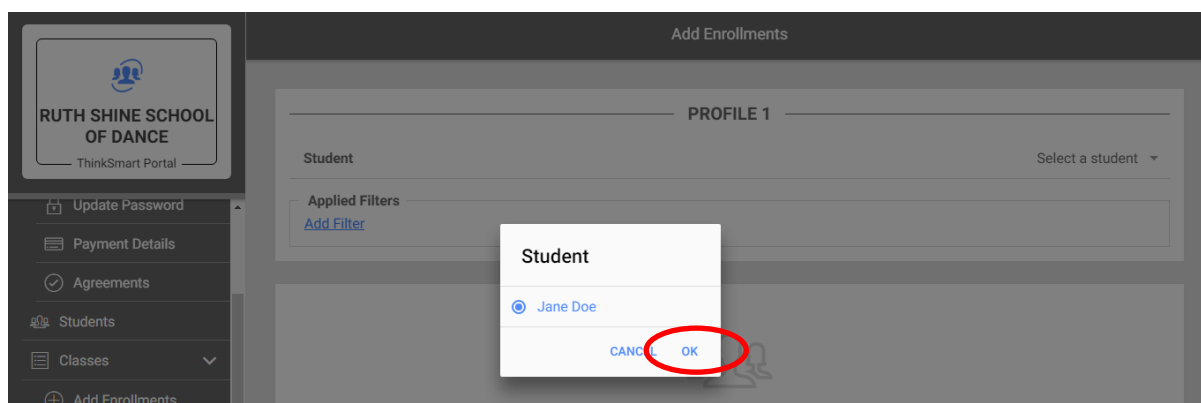 Add Enrollments
RUTH SHINE SCHOOL
OF DANCE
ThinkSmart Portal
Update Password
Payment Details
Agreements
Students
Classes
Add Enrollments
PROFILE 1
Student
Select a student
Applied Filters
Add Filter
Student
Jane Doe
CANCEL OK